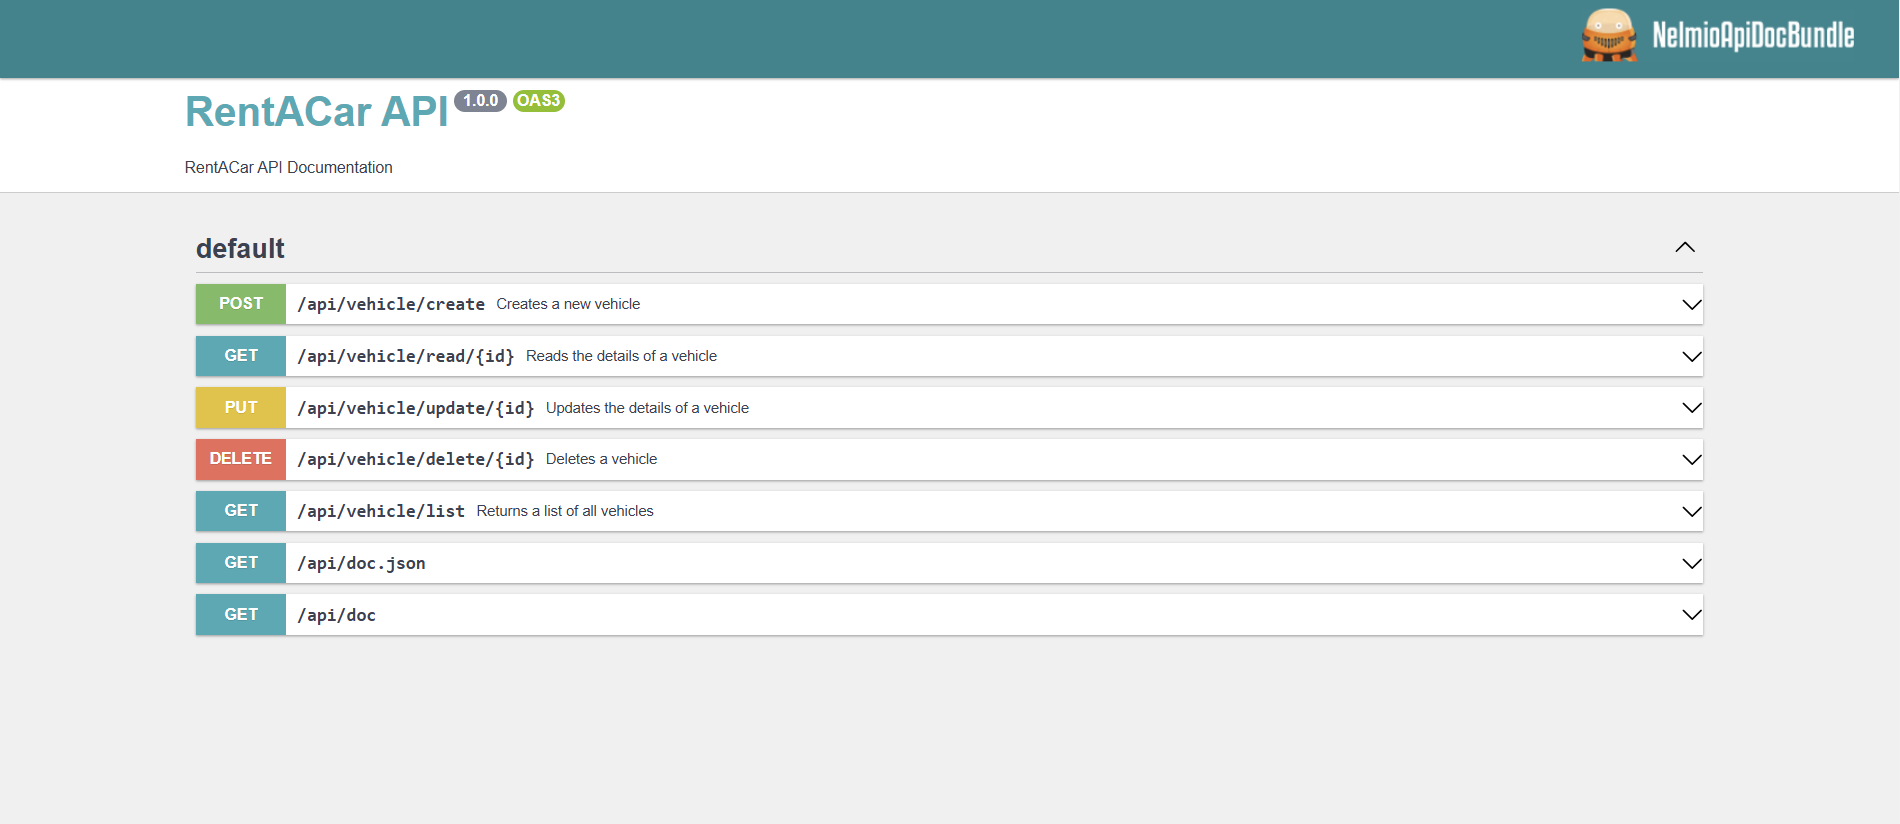 NelmioApiDocBundle
RentACar API 1.0.0 OAS3
RentACar API Documentation
default
POST /api/vehicle/create Creates a new vehicle
GET /api/vehicle/read/{id} Reads the details of a vehicle
PUT /api/vehicle/update/{id} Updates the details of a vehicle
DELETE /api/vehicle/delete/{id} Deletes a vehicle
GET /api/vehicle/list Returns a list of all vehicles
GET /api/doc.json
GET /api/doc